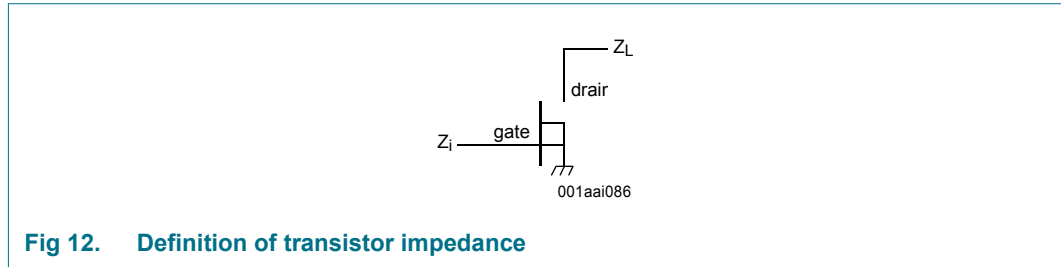 ZL
drair
gate
Zi
001aai086
Fig 12. Definition of transistor impedance